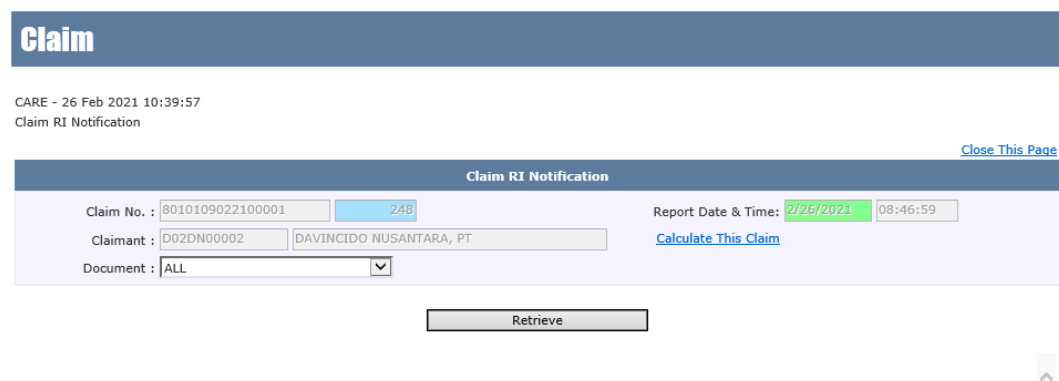 Claim
CARE - 26 Feb 2021 10:39:57
Claim RI Notification
Close This Page
Claim RI Notification
Claim No. : 8010109022100001 248 Report Date & Time: 2/26/2021 08:46:59
Claimant : D02DN00002 DAVINCIDO NUSANTARA, PT Calculate This Claim
Document : ALL
Retrieve